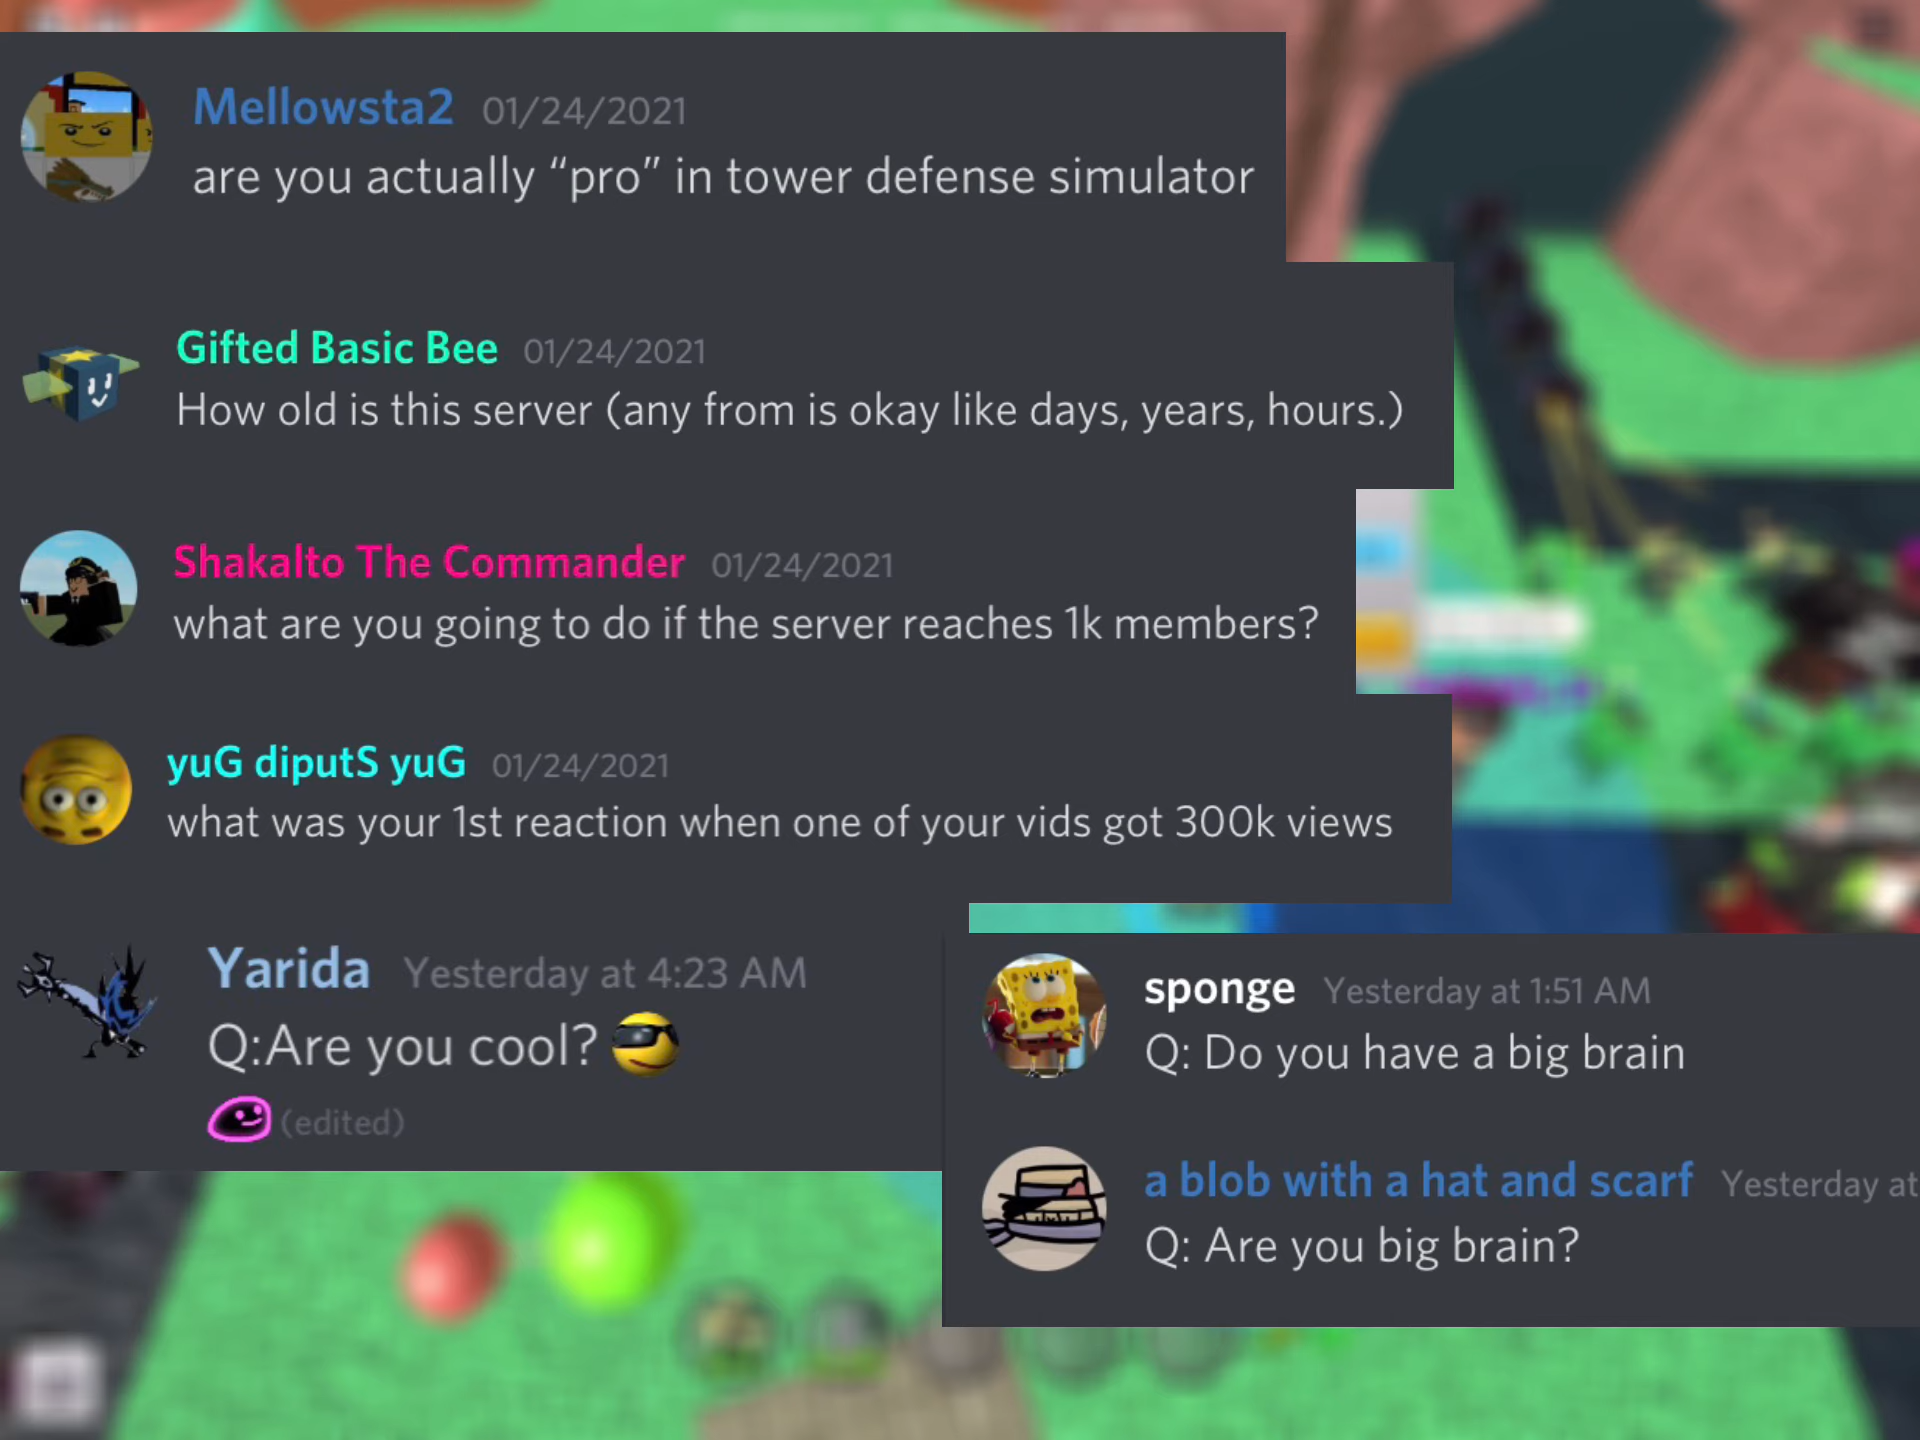 Mellowsta2 01/24/2021
are you actually “pro” in tower defense simulator
Gifted Basic Bee 01/24/2021
How old is this server (any from is okay like days, years, hours.)
Shakalto The Commander 01/24/2021
what are you going to do if the server reaches 1k members?
yuG diputS yuG 01/24/2021
what was your 1st reaction when one of your vids got 300k views
Yarida Yesterday at 4:23 AM
Q:Are you cool?
(edited)
sponge Yesterday at 1:51 AM
Q: Do you have a big brain
a blob with a hat and scarf Yesterday at
Q: Are you big brain?